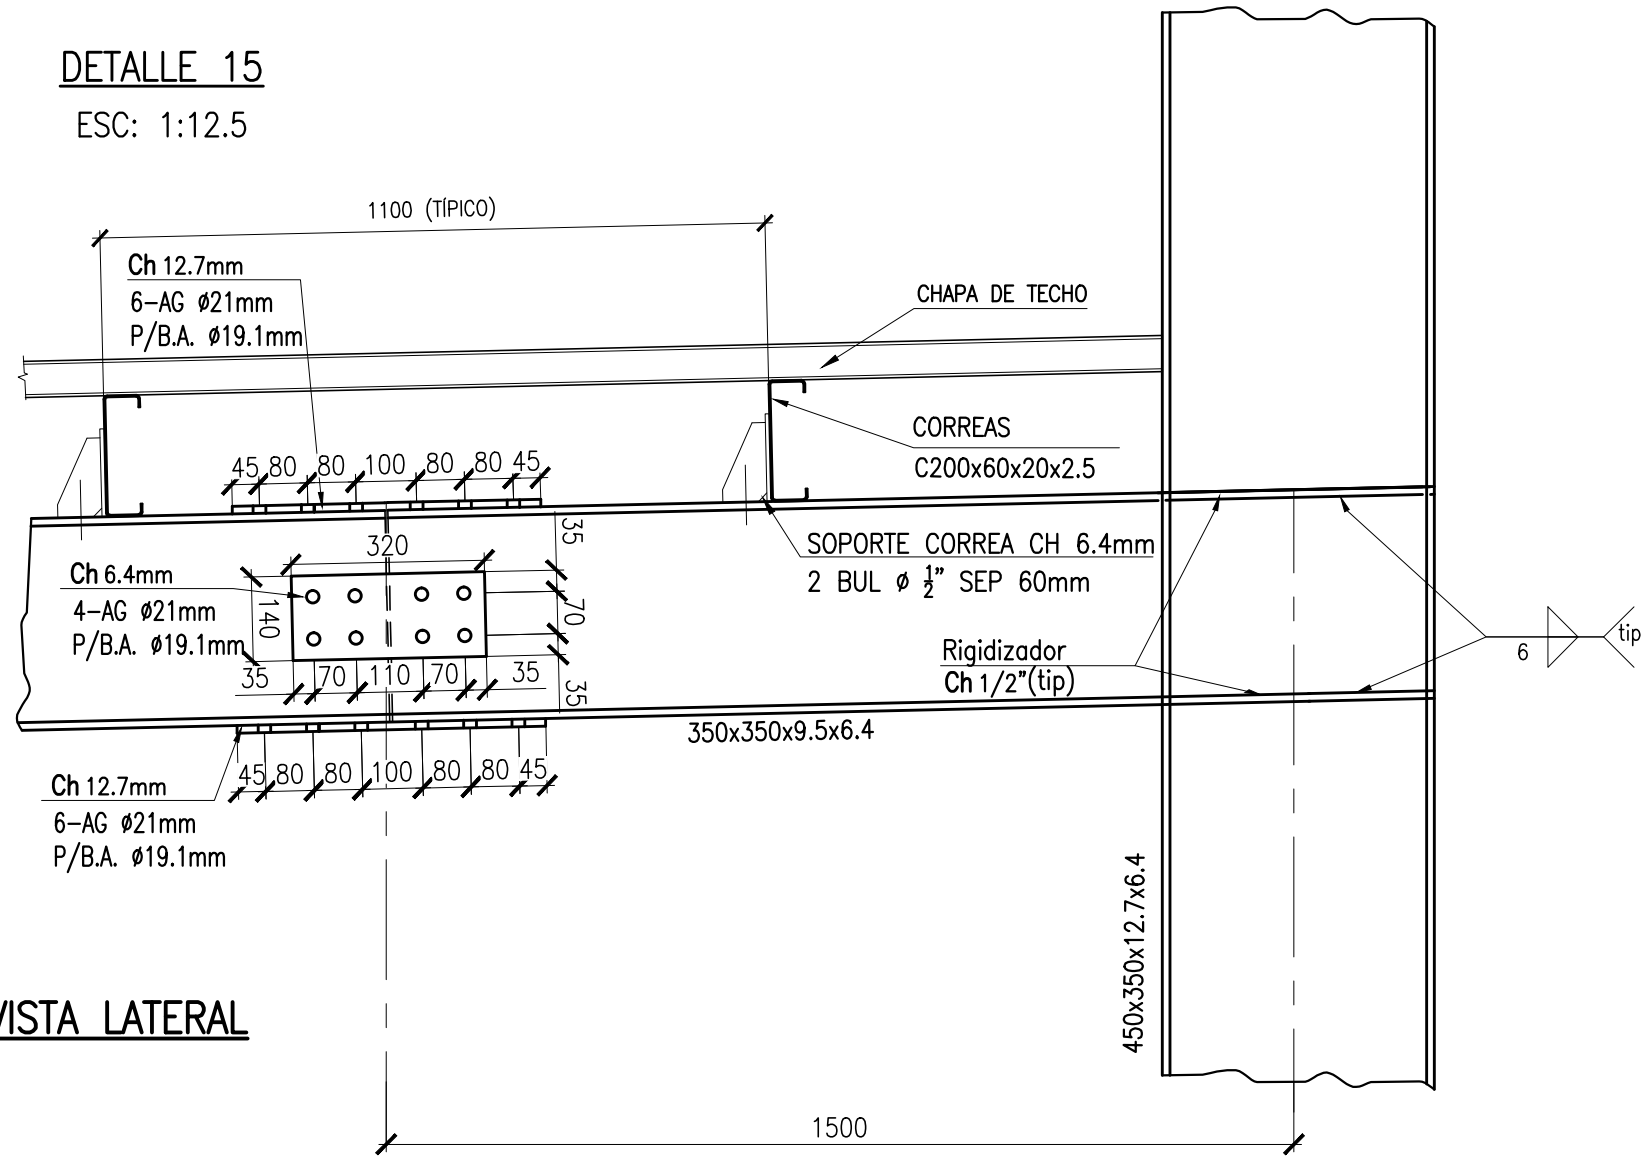 DETALLE 15
ESC: 1:12.5
1100 (TÍPICO)
Ch 12.7mm
6-AG ø21mm
P/B.A. ø19.1mm
CHAPA DE TECHO
CORREAS
C200x60x20x2.5
45 80 80 100 80 80 45
SOPORTE CORREA CH 6.4mm
2 BUL ø 1/2" SEP 60mm
320
35
Ch 6.4mm
4-AG ø21mm
P/B.A. ø19.1mm
140
70
35 70 110 70 35
35
Rigidizador
Ch 1/2"(tip)
6
tip
350x350x9.5x6.4
45 80 80 100 80 80 45
Ch 12.7mm
6-AG ø21mm
P/B.A. ø19.1mm
450x350x12.7x6.4
VISTA LATERAL
1500